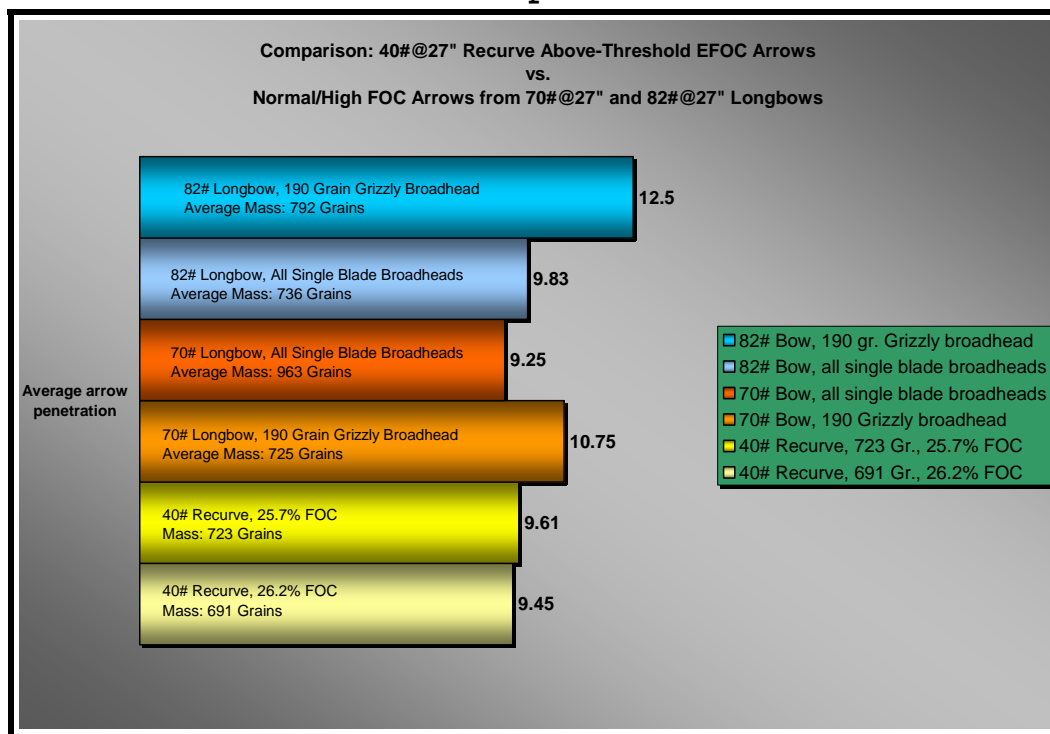 Comparison: 40#@27" Recurve Above-Threshold EFOC Arrows
vs.
Normal/High FOC Arrows from 70#@27" and 82#@27" Longbows
82# Longbow, 190 Grain Grizzly Broadhead
Average Mass: 792 Grains
12.5
82# Longbow, All Single Blade Broadheads
Average Mass: 736 Grains
9.83
70# Longbow, All Single Blade Broadheads
Average Mass: 963 Grains
9.25
Average arrow
penetration
70# Longbow, 190 Grain Grizzly Broadhead
Average Mass: 725 Grains
10.75
40# Recurve, 25.7% FOC
Mass: 723 Grains
9.61
40# Recurve, 26.2% FOC
Mass: 691 Grains
9.45
82# Bow, 190 gr. Grizzly broadhead
82# Bow, all single blade broadheads
70# Bow, all single blade broadheads
70# Bow, 190 Grizzly broadhead
40# Recurve, 723 Gr., 25.7% FOC
40# Recurve, 691 Gr., 26.2% FOC